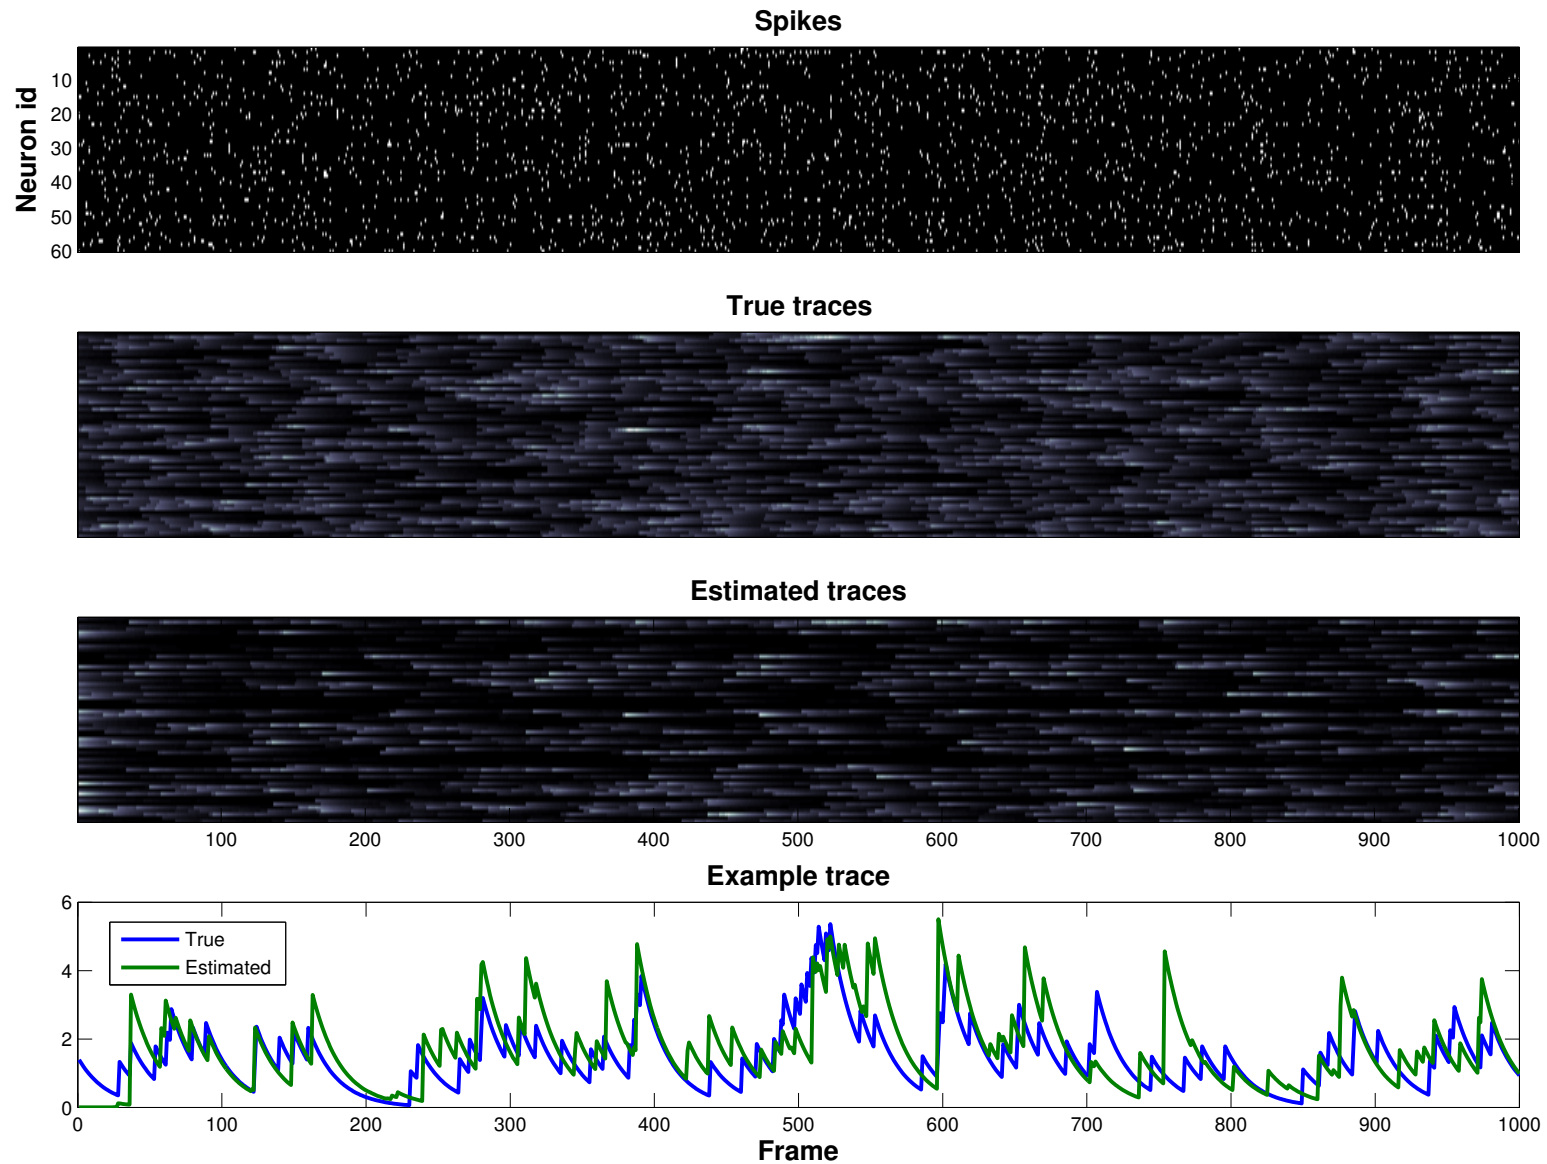 Spikes
Neuron id
10
20
30
40
50
60
True traces
Estimated traces
100 200 300 400 500 600 700 800 900 1000
Example trace
6
4
2
0
True
Estimated
0 100 200 300 400 500 600 700 800 900 1000
Frame